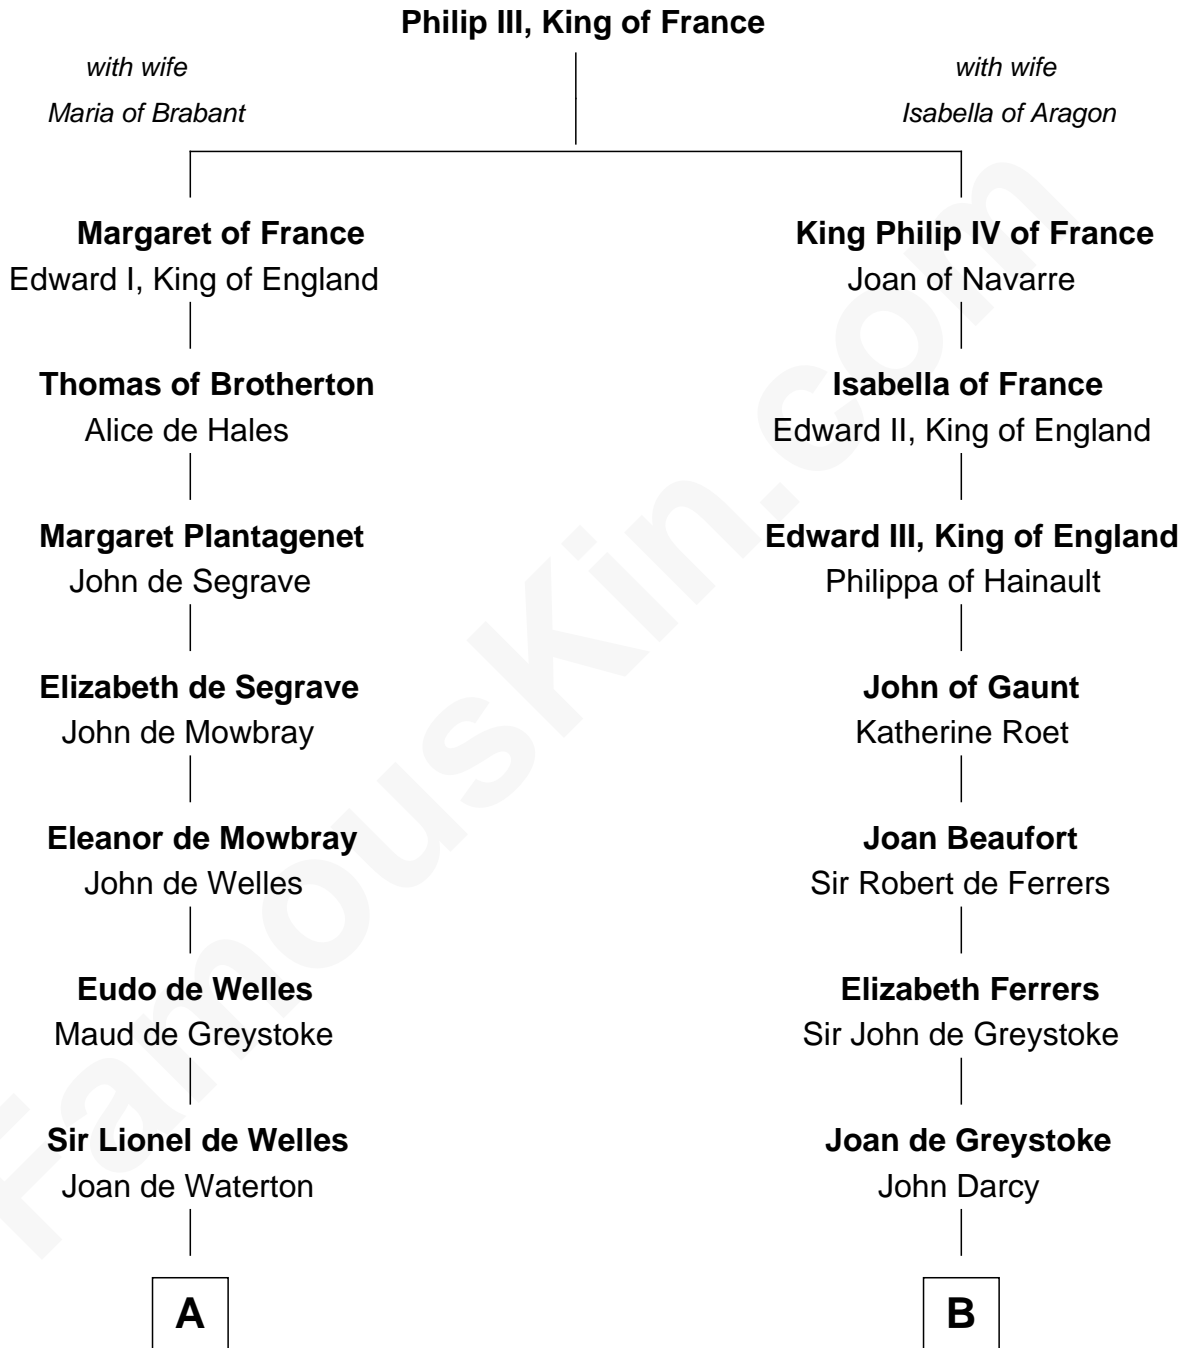 Philip III, King of France
with wife
Maria of Brabant
with wife
Isabella of Aragon
Margaret of France
Edward I, King of England
King Philip IV of France
Joan of Navarre
Thomas of Brotherton
Alice de Hales
Isabella of France
Edward II, King of England
Margaret Plantagenet
John de Segrave
Edward III, King of England
Philippa of Hainault
Elizabeth de Segrave
John de Mowbray
John of Gaunt
Katherine Roet
Eleanor de Mowbray
John de Welles
Joan Beaufort
Sir Robert de Ferrers
Eudo de Welles
Maud de Greystoke
Elizabeth Ferrers
Sir John de Greystoke
Sir Lionel de Welles
Joan de Waterton
Joan de Greystoke
John Darcy
A
B
FamousKin.com